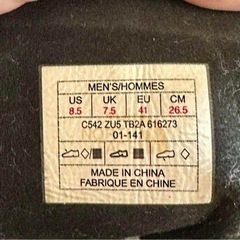 MEN'S/HOMMES
US UK EU CM
8.5 7.5 41 26.5
C542 ZU5 TB2A 616273
01-141
MADE IN CHINA
FABRIQUE EN CHINE